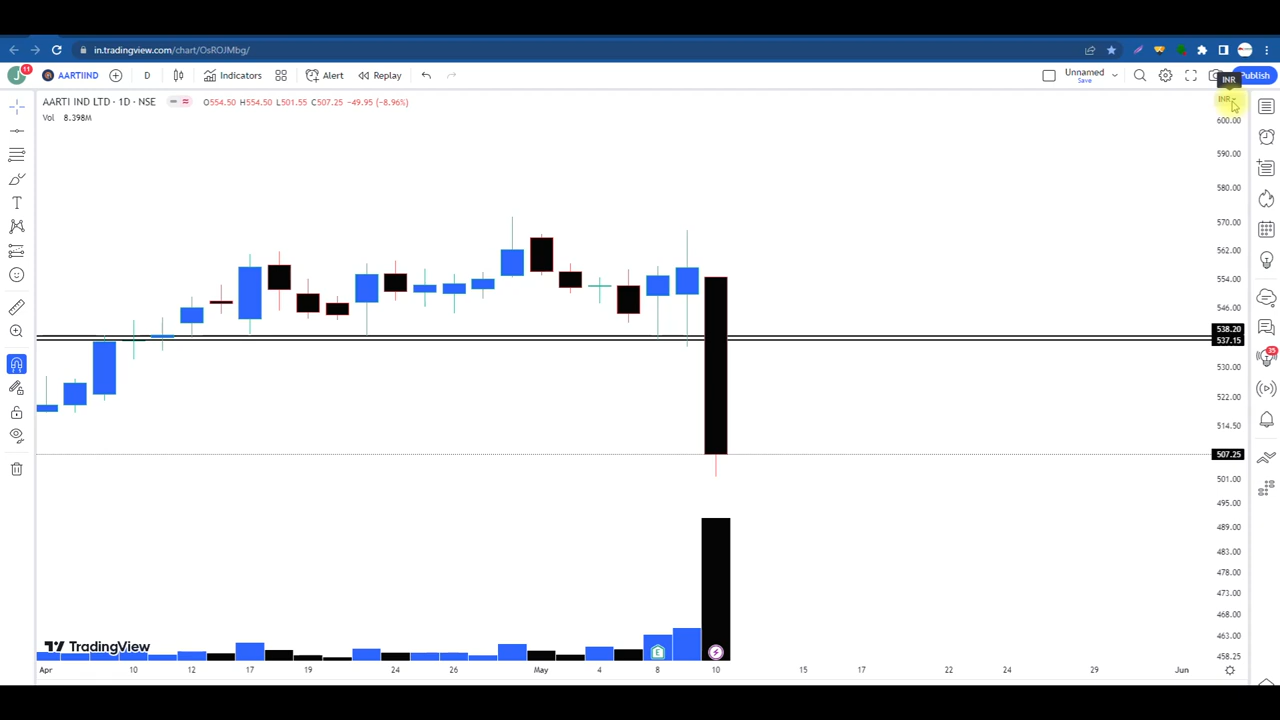 in.tradingview.com/chart/OsROJMbg/
J 11 AARTIIND D Indicators Alert Replay Unnamed Save Publish
INR
AARTI IND LTD · 1D · NSE O554.50 H554.50 L501.55 C507.25 -49.95 (-8.96%)
INR
Vol 8.398M
600.00
590.00
580.00
570.00
562.00
554.00
546.00
538.20
537.15
530.00
522.00
514.50
507.25
501.00
495.00
489.00
483.00
478.00
473.00
468.00
463.00
458.25
35
T
TradingView
E
Apr 10 12 17 19 24 26 May 4 8 10 15 17 22 24 29 Jun